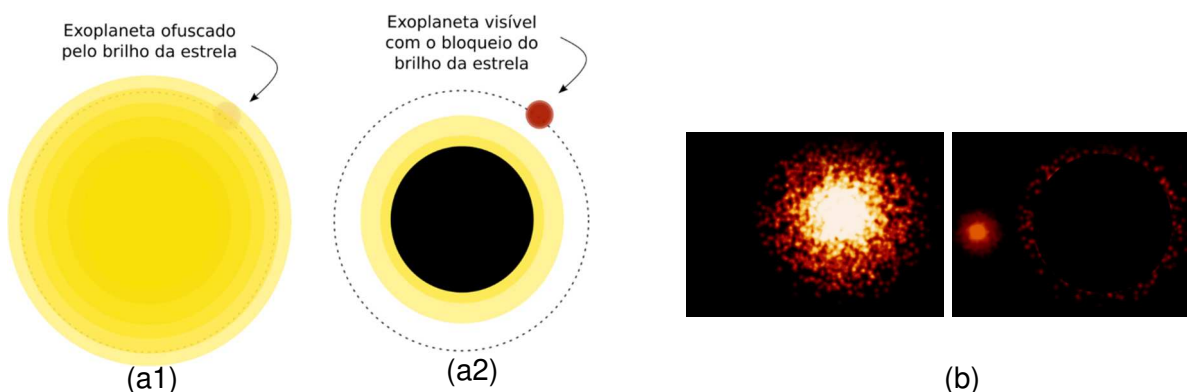 Exoplaneta ofuscado
pelo brilho da estrela
Exoplaneta visível
com o bloqueio do
brilho da estrela
(a1)
(a2)
(b)